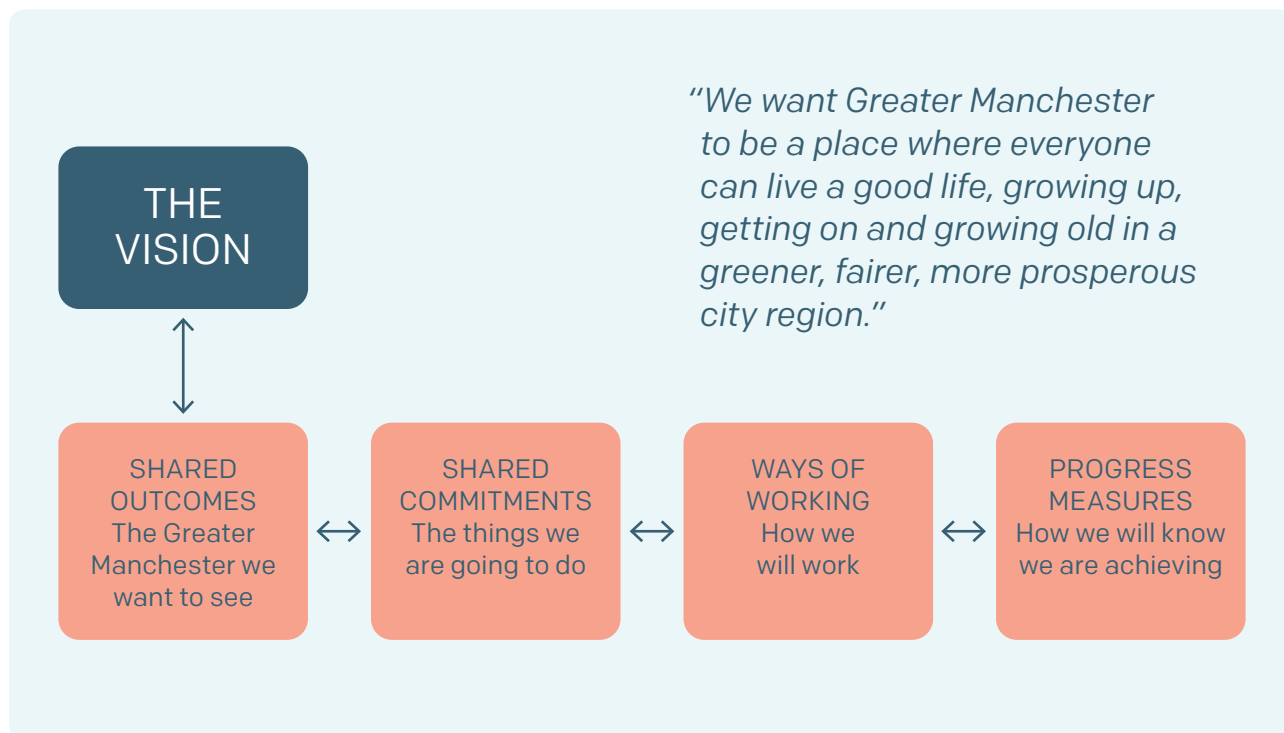 “We want Greater Manchester
to be a place where everyone
can live a good life, growing up,
getting on and growing old in a
greener, fairer, more prosperous
city region.”
THE
VISION
SHARED
OUTCOMES
The Greater
Manchester we
want to see
SHARED
COMMITMENTS
The things we
are going to do
WAYS OF
WORKING
How we
will work
PROGRESS
MEASURES
How we will know
we are achieving